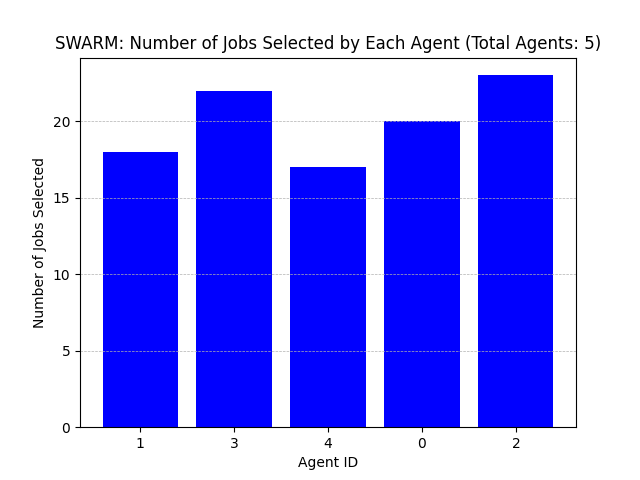 SWARM: Number of Jobs Selected by Each Agent (Total Agents: 5)
Number of Jobs Selected
20
15
10
5
0
1 3 4 0 2
Agent ID